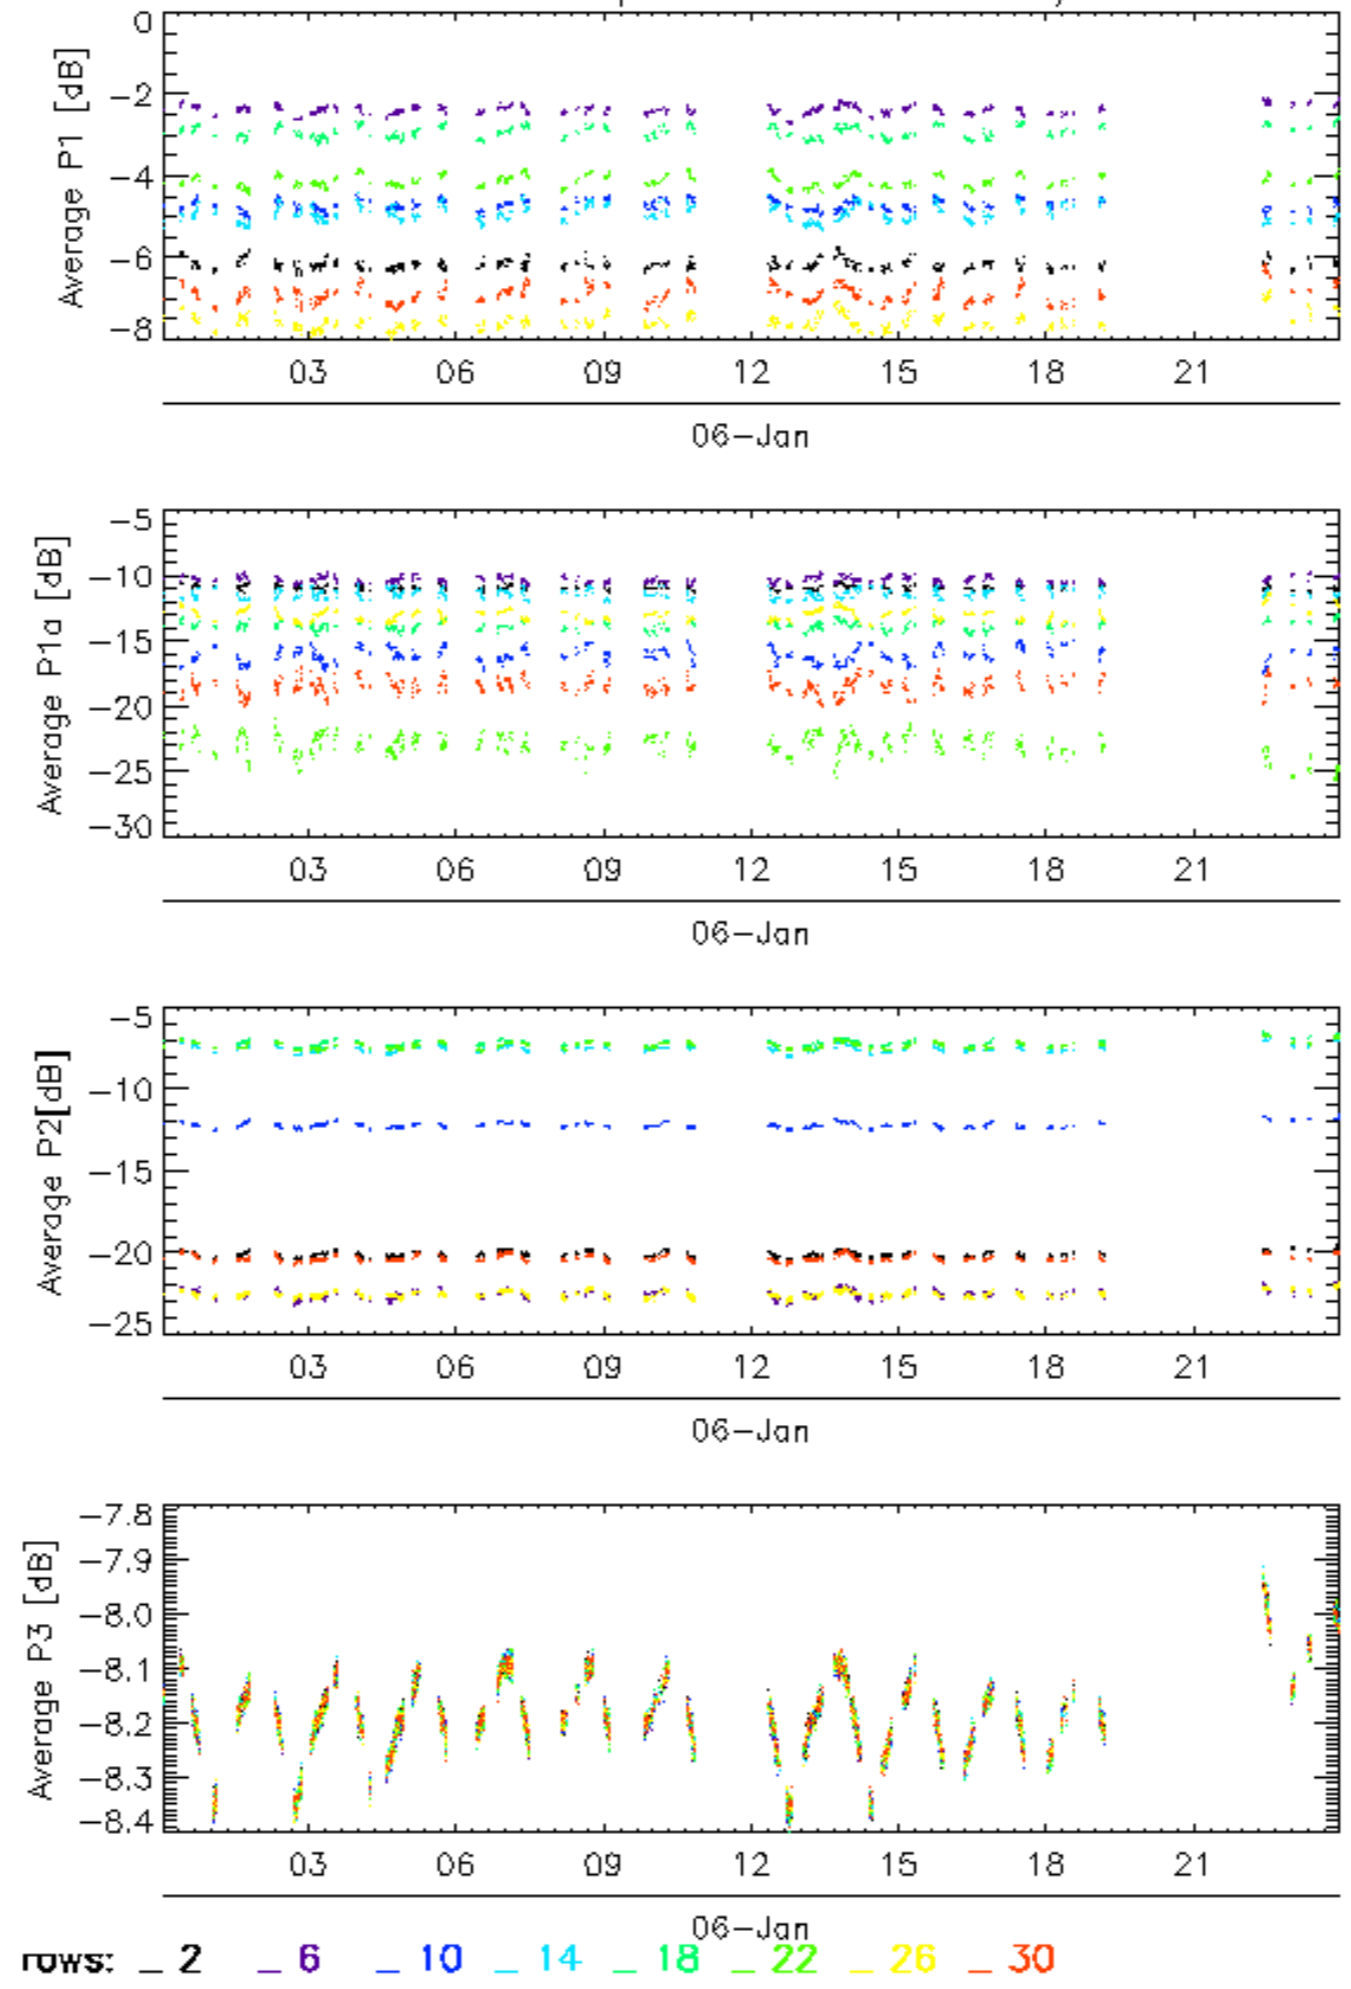 0
Average P1 [dB]
-2
-4
-6
-8
03 06 09 12 15 18 21
06-Jan
-5
Average P1a [dB]
-10
-15
-20
-25
-30
03 06 09 12 15 18 21
06-Jan
-5
Average P2[dB]
-10
-15
-20
-25
03 06 09 12 15 18 21
06-Jan
-7.8
Average P3 [dB]
-7.9
-8.0
-8.1
-8.2
-8.3
-8.4
03 06 09 12 15 18 21
06-Jan
rows: _ 2 _ 6 _ 10 _ 14 _ 18 _ 22 _ 26 _ 30